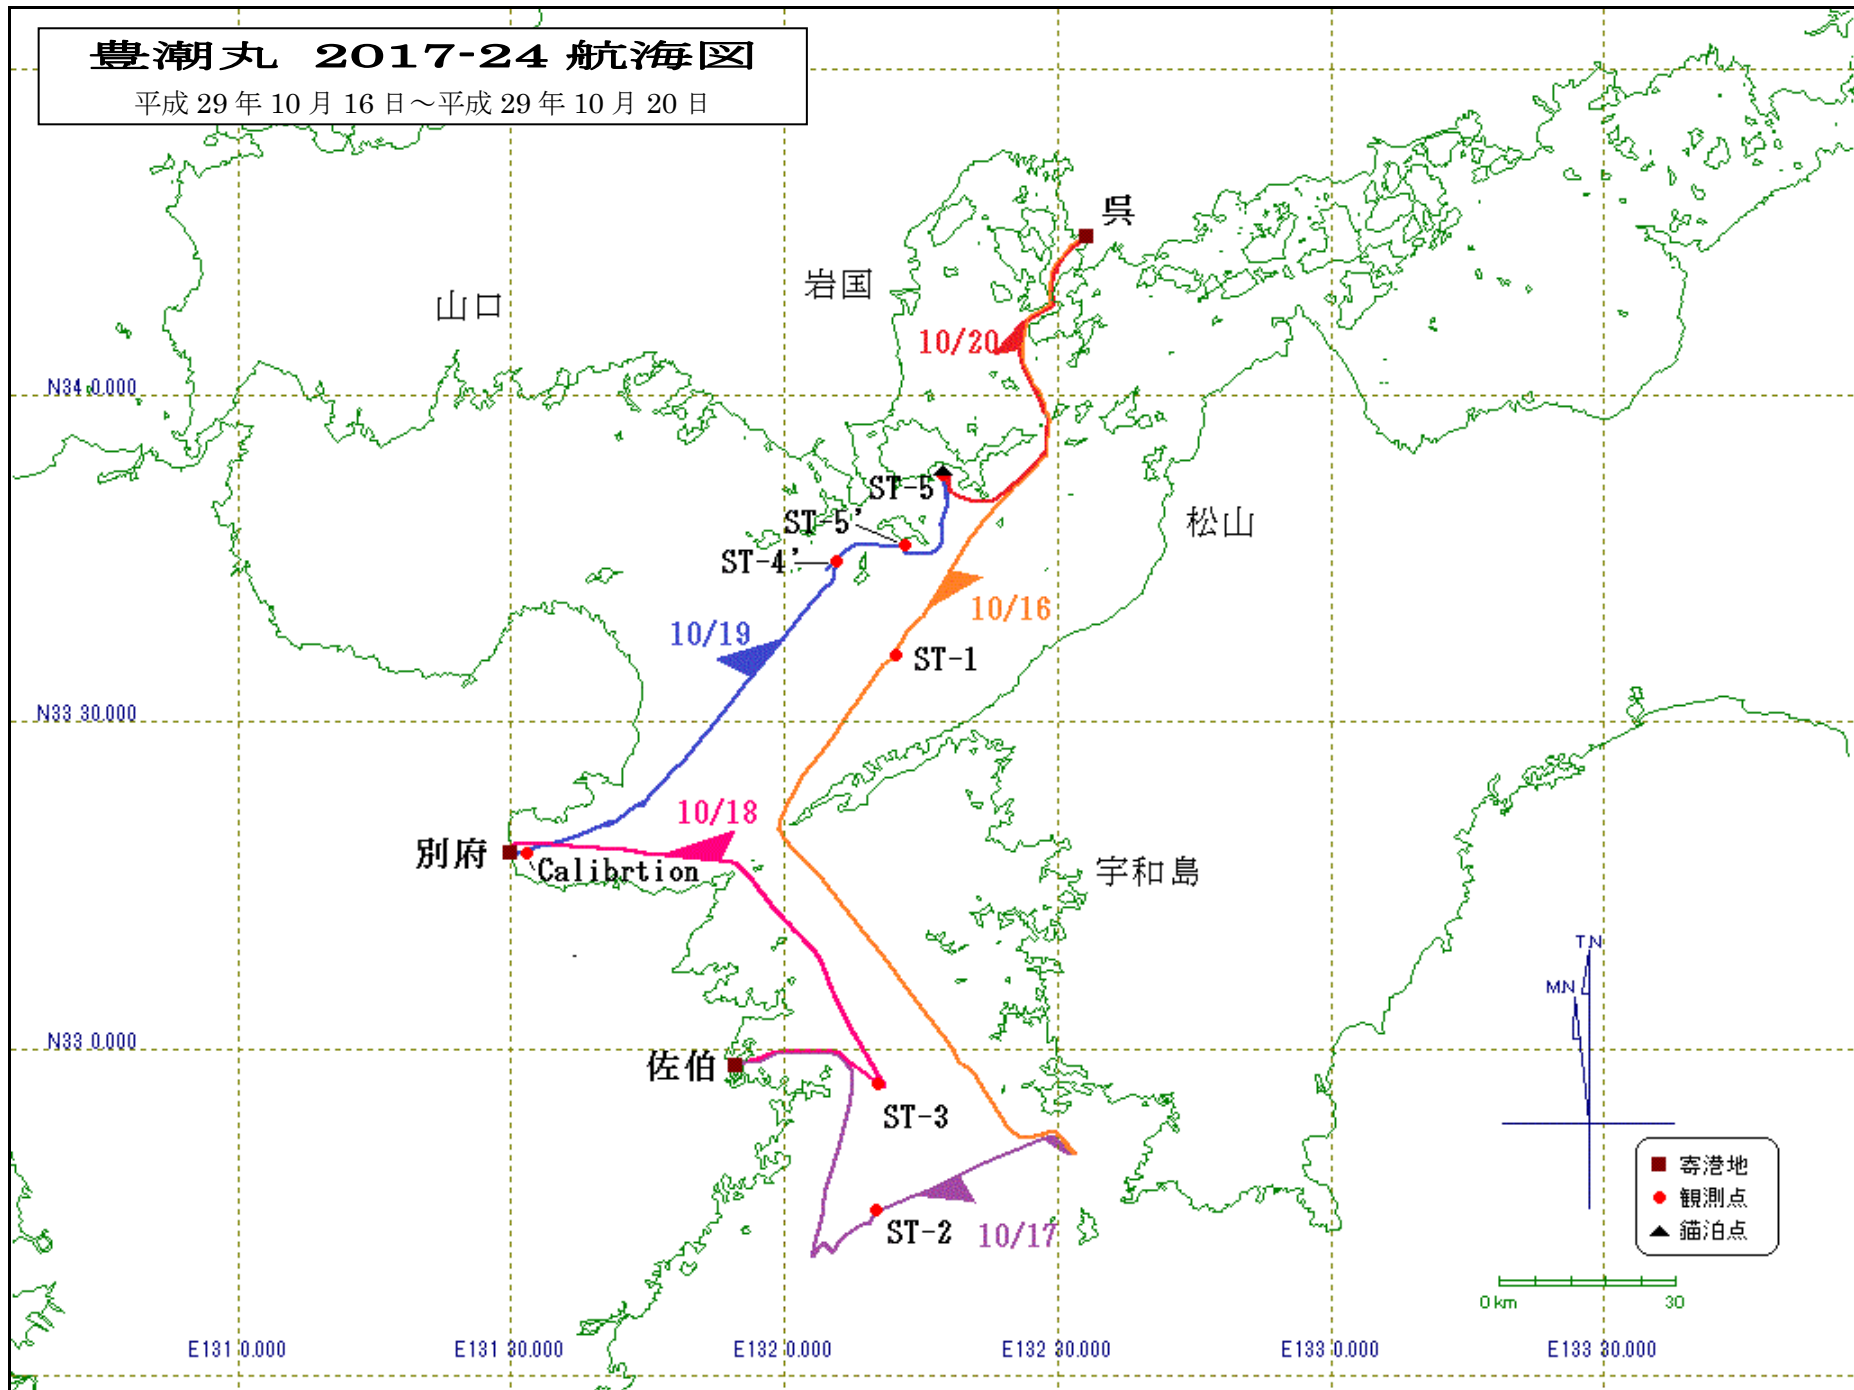 豊潮丸 2017-24 航海図
平成 29 年 10 月 16 日～平成 29 年 10 月 20 日
呉
岩国
山口
10/20
N34 0.000
ST-5
ST-5'
松山
ST-4'
10/16
10/19
ST-1
N33 30.000
10/18
別府
Calibrtion
宇和島
TN
MN
N33 0.000
佐伯
ST-3
寄港地
観測点
錨泊点
ST-2
10/17
0 km 30
E131 0.000 E131 30.000 E132 0.000 E132 30.000 E133 0.000 E133 30.000